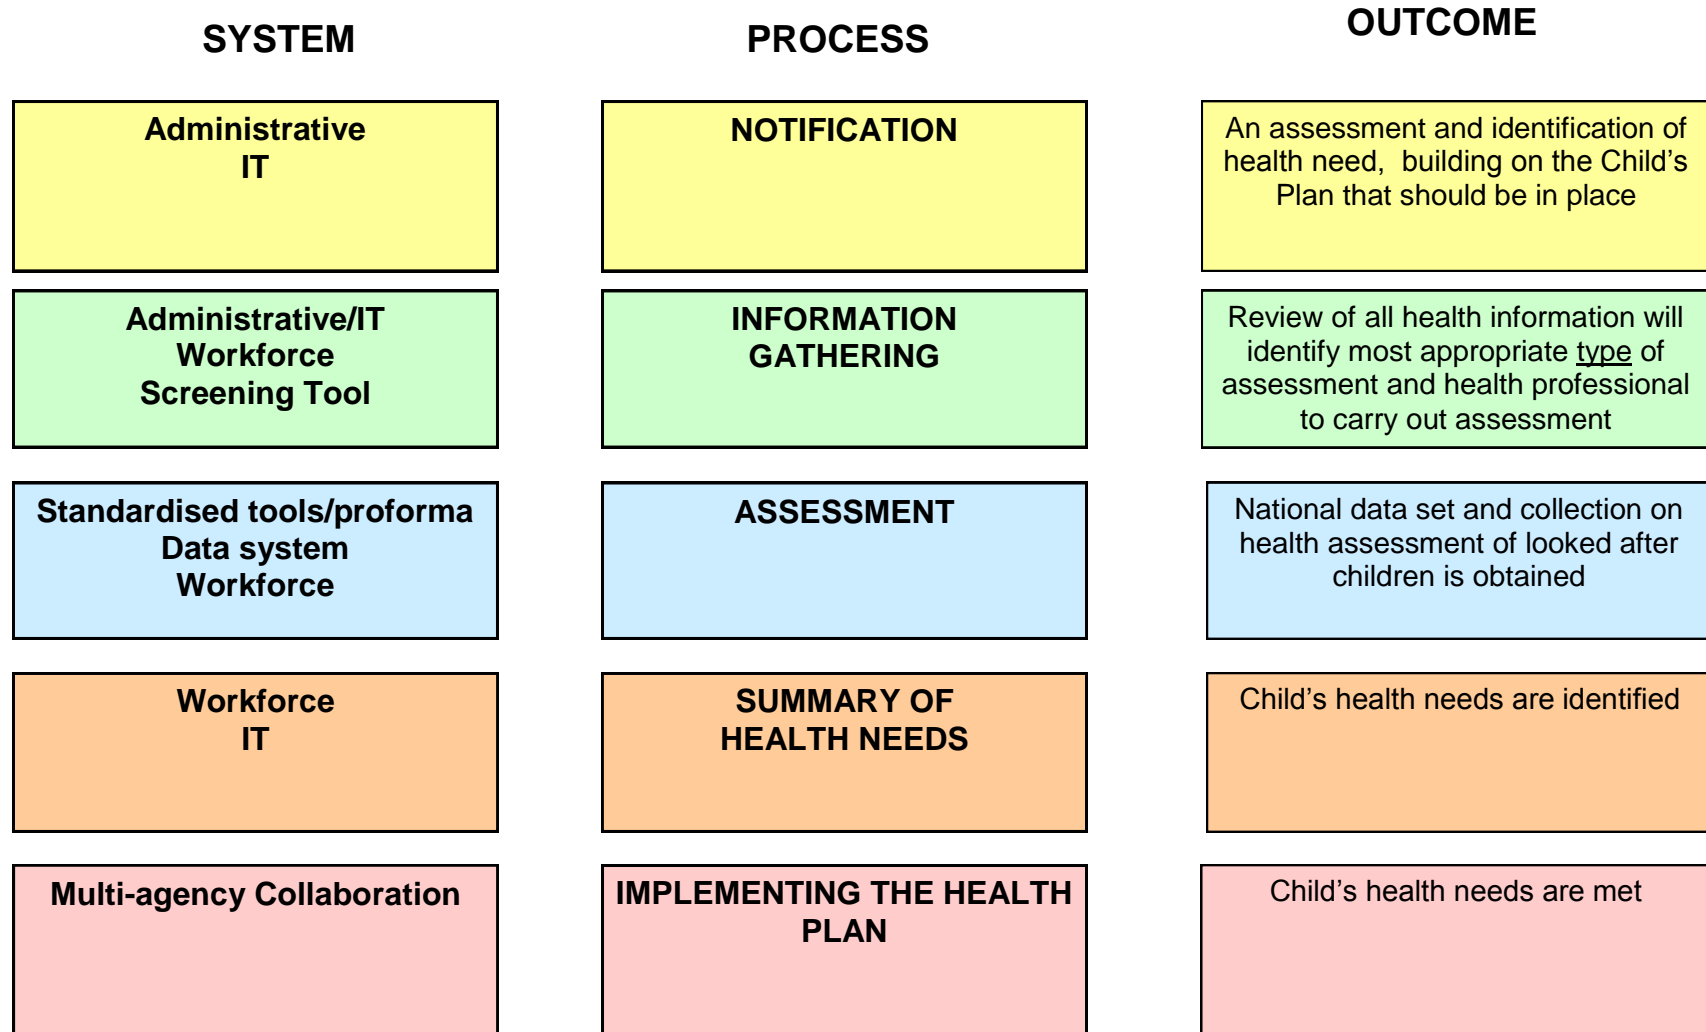 SYSTEM
PROCESS
OUTCOME
Administrative
IT
NOTIFICATION
An assessment and identification of
health need,  building on the Child’s
Plan that should be in place
Administrative/IT
Workforce
Screening Tool
INFORMATION
GATHERING
Review of all health information will
identify most appropriate type of
assessment and health professional
to carry out assessment
Standardised tools/proforma
Data system
Workforce
ASSESSMENT
National data set and collection on
health assessment of looked after
children is obtained
Workforce
IT
SUMMARY OF
HEALTH NEEDS
Child’s health needs are identified
Multi-agency Collaboration
IMPLEMENTING THE HEALTH
PLAN
Child’s health needs are met